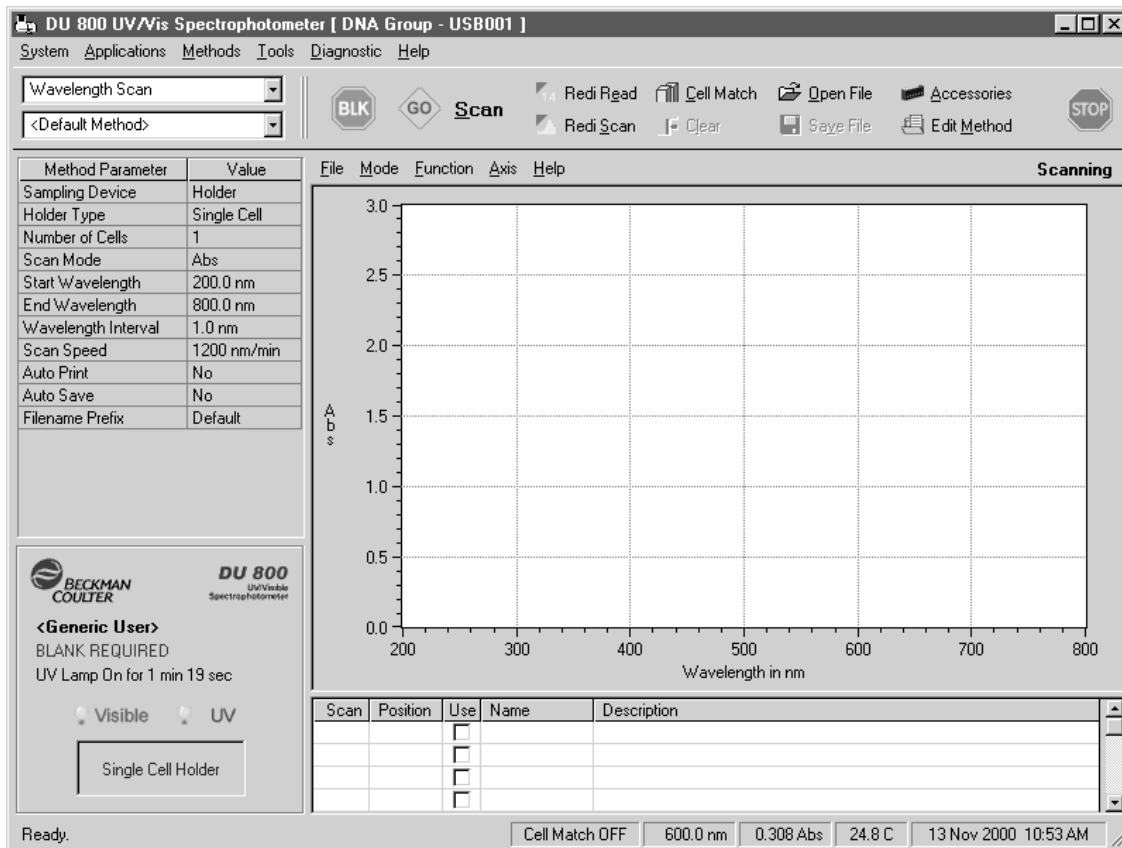 DU 800 UV/Vis Spectrophotometer [ DNA Group - USB001 ]
System Applications Methods Tools Diagnostic Help
Wavelength Scan
<Default Method>
BLK GO Scan
Redi Read Cell Match Open File Accessories
Redi Scan Clear Save File Edit Method
STOP
Method Parameter Value
Sampling Device Holder
Holder Type Single Cell
Number of Cells 1
Scan Mode Abs
Start Wavelength 200.0 nm
End Wavelength 800.0 nm
Wavelength Interval 1.0 nm
Scan Speed 1200 nm/min
Auto Print No
Auto Save No
Filename Prefix Default
File Mode Function Axis Help Scanning
3.0
2.5
2.0
1.5
1.0
0.5
0.0
Abs
200 300 400 500 600 700 800
Wavelength in nm
BECKMAN
COULTER
DU 800
UV/Visible
Spectrophotometer
<Generic User>
BLANK REQUIRED
UV Lamp On for 1 min 19 sec
Visible UV
Single Cell Holder
Scan Position Use Name Description
Ready. Cell Match OFF 600.0 nm 0.308 Abs 24.8 C 13 Nov 2000 10:53 AM